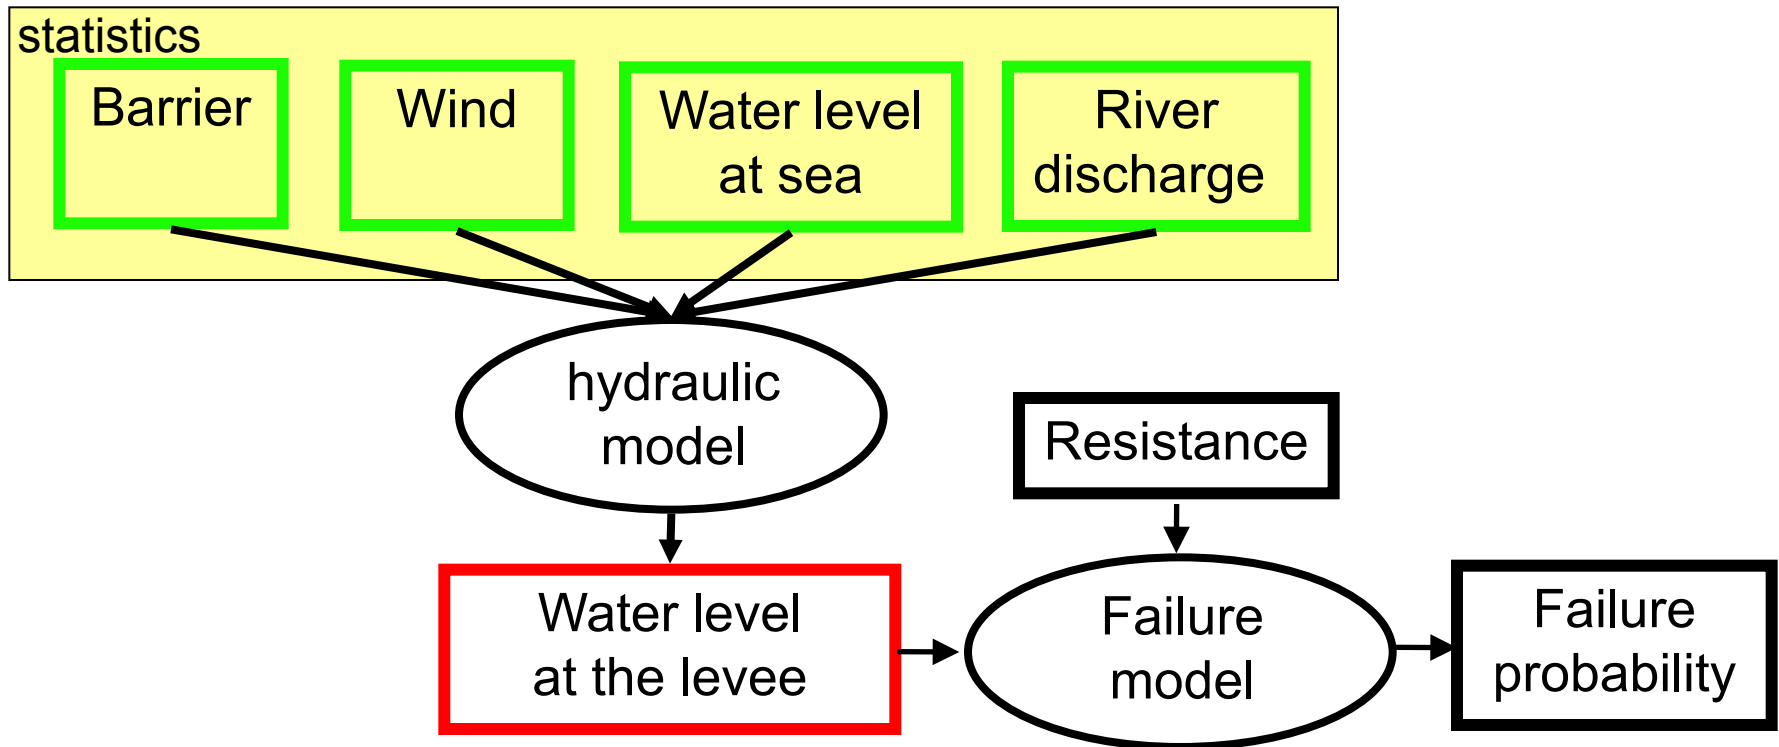 statistics
Barrier
Wind
Water level
at sea
River
discharge
hydraulic
model
Resistance
Water level
at the levee
Failure
model
Failure
probability